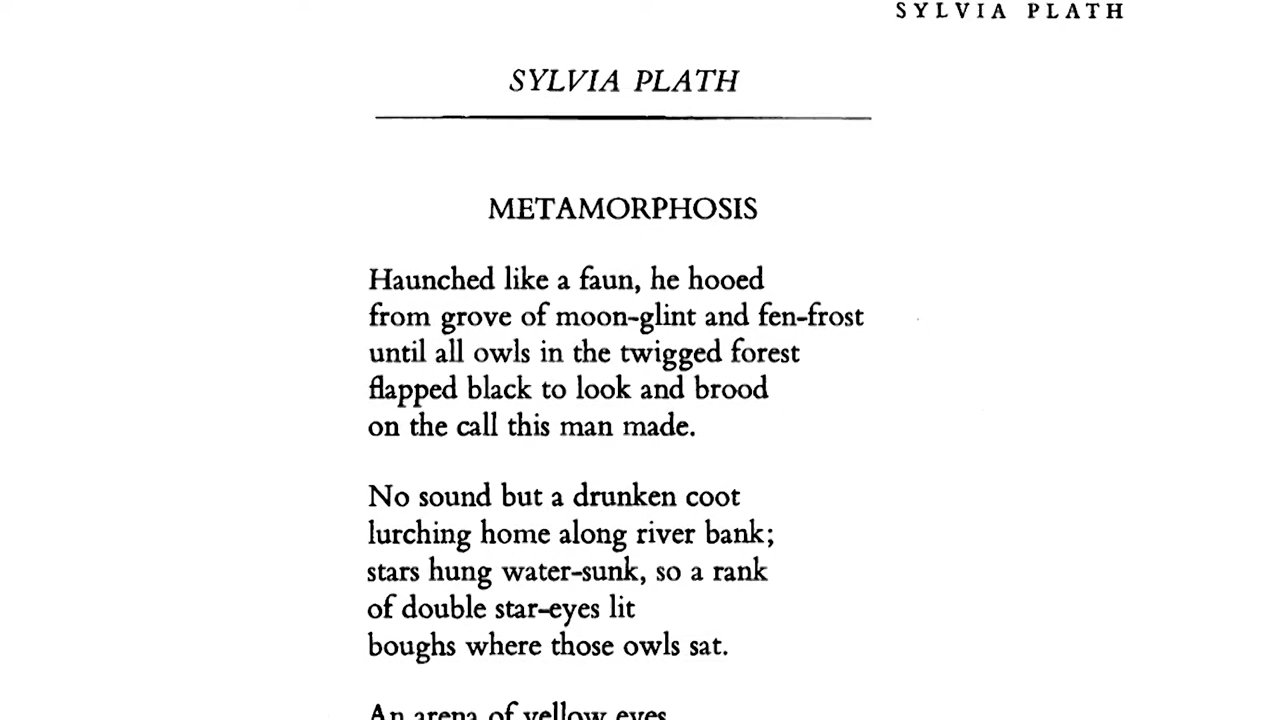 SYLVIA PLATH
SYLVIA PLATH
METAMORPHOSIS
Haunched like a faun, he hooed
from grove of moon-glint and fen-frost
until all owls in the twigged forest
flapped black to look and brood
on the call this man made.
No sound but a drunken coot
lurching home along river bank;
stars hung water-sunk, so a rank
of double star-eyes lit
boughs where those owls sat.
An arena of yellow eyes